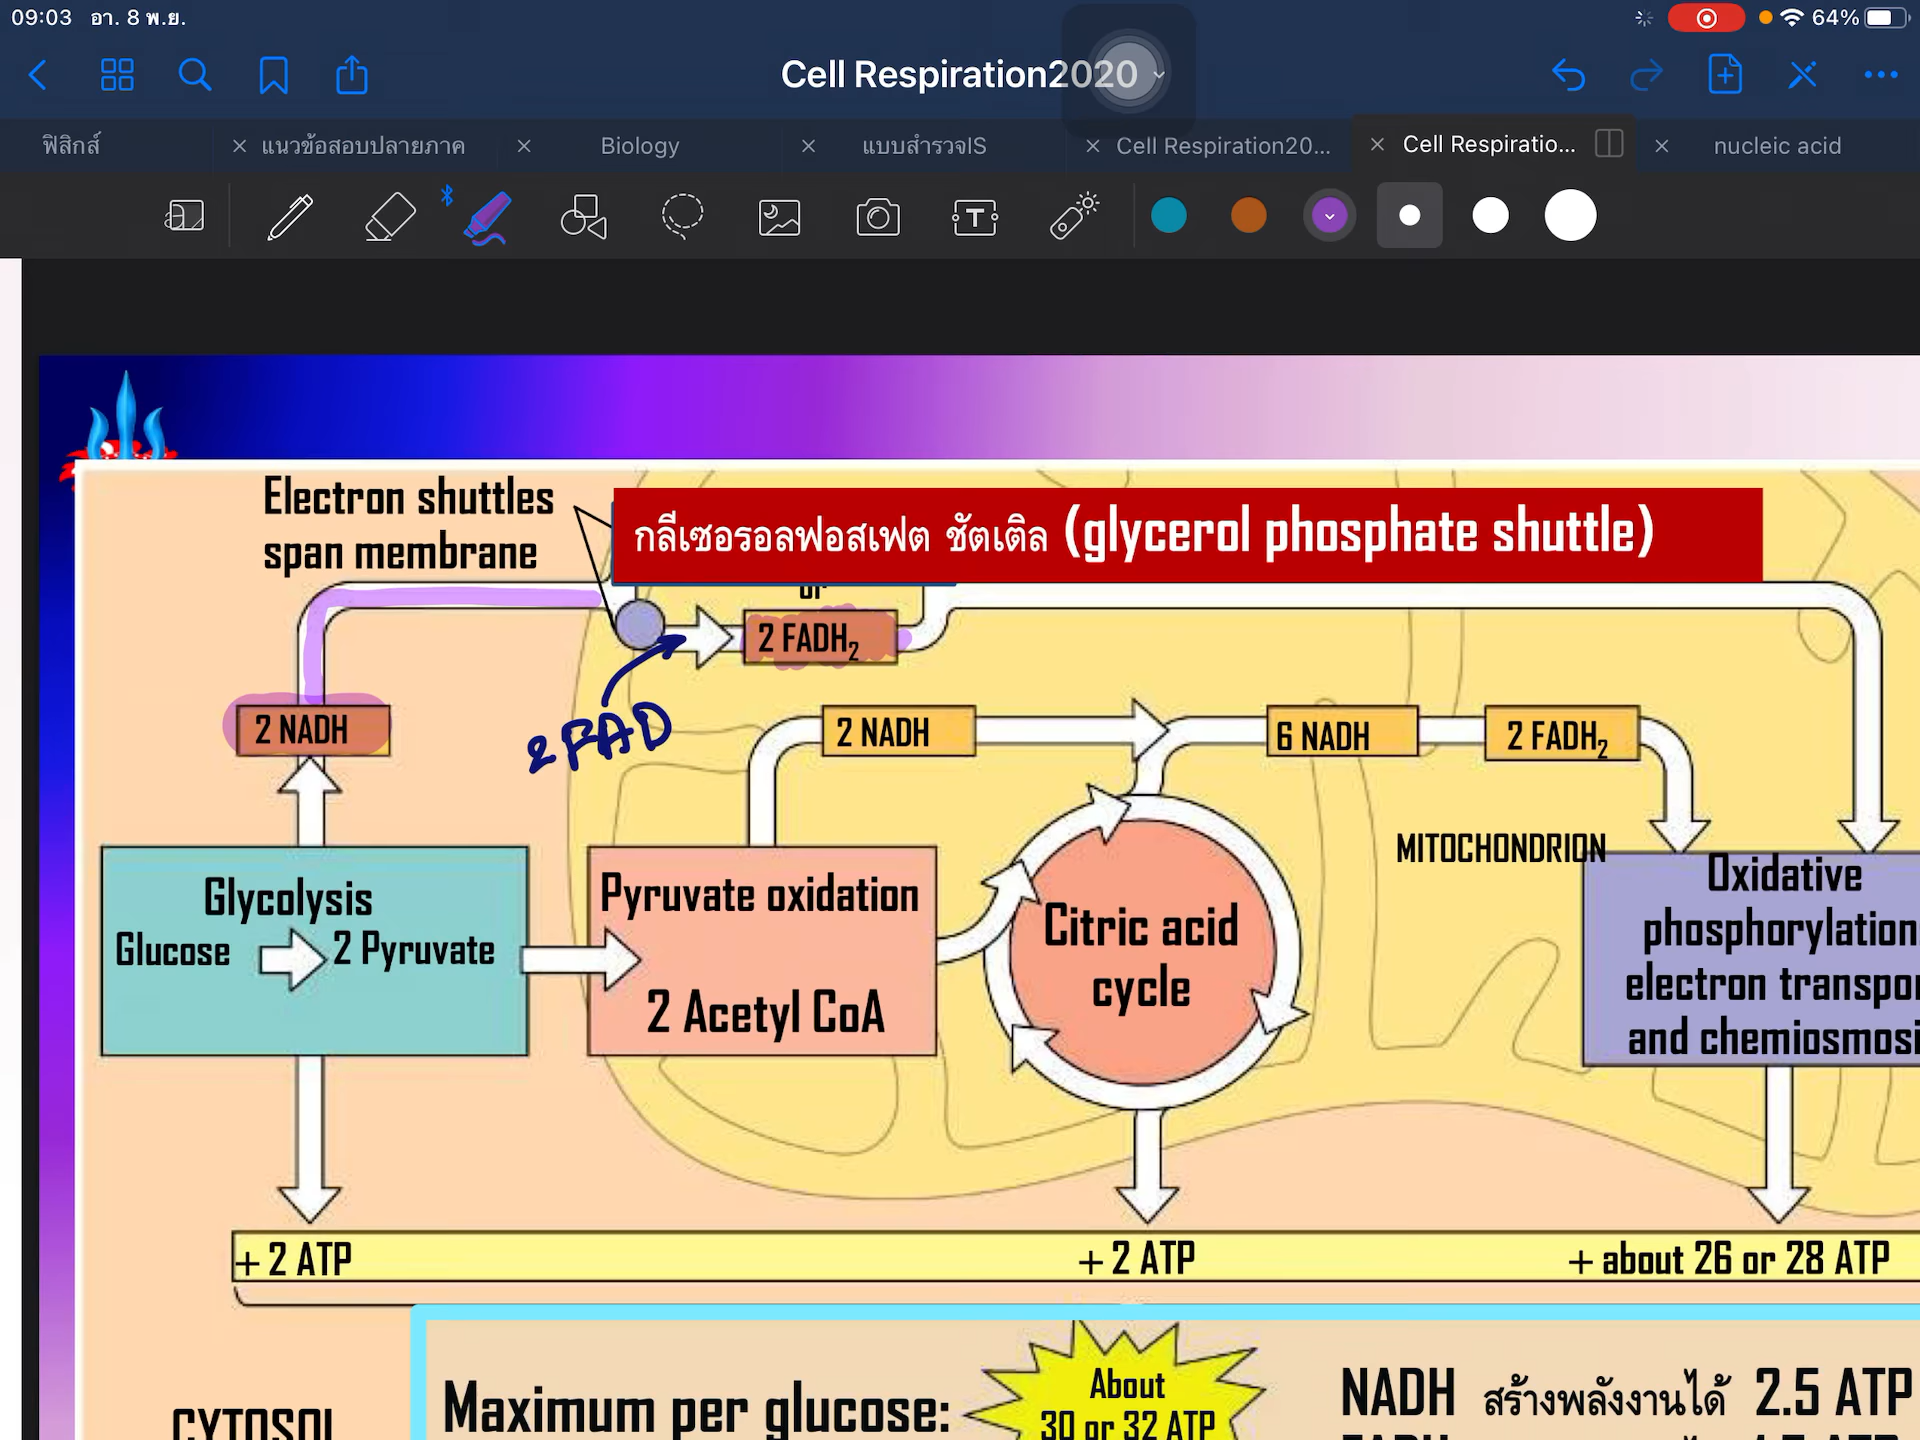 09:03 อา. 8 พ.ย.
64%
Cell Respiration2020
ฟิสิกส์
แนวข้อสอบปลายภาค
Biology
แบบสำรวจIS
Cell Respiration20...
Cell Respiratio...
nucleic acid
Electron shuttles
span membrane
กลีเซอรอลฟอสเฟต ชัตเติล (glycerol phosphate shuttle)
or
2 FADH₂
2 FAD
2 NADH
2 NADH
6 NADH
2 FADH₂
MITOCHONDRION
Glycolysis
Glucose
2 Pyruvate
Pyruvate oxidation
2 Acetyl CoA
Citric acid
cycle
Oxidative
phosphorylation
electron transpo
and chemiosmosi
+ 2 ATP
+ 2 ATP
+ about 26 or 28 ATP
CYTOSOL
Maximum per glucose:
About
30 or 32 ATP
NADH สร้างพลังงานได้ 2.5 ATP